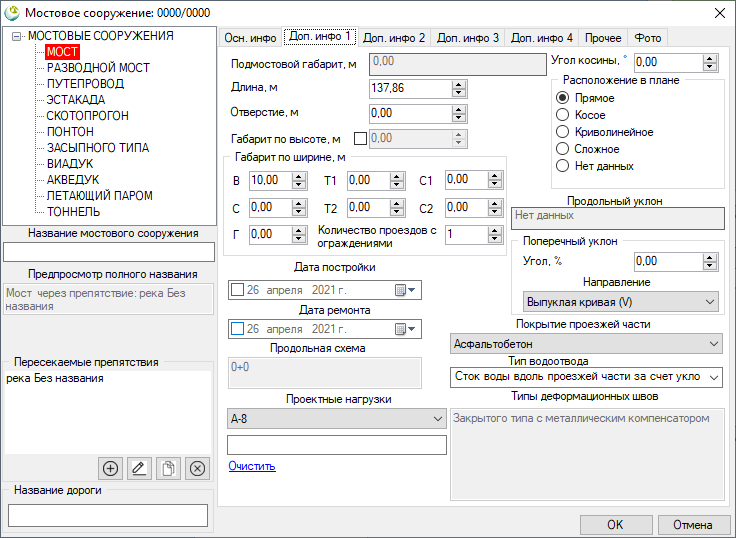 Мостовое сооружение: 0000/0000
МОСТОВЫЕ СООРУЖЕНИЯ
МОСТ
РАЗВОДНОЙ МОСТ
ПУТЕПРОВОД
ЭСТАКАДА
СКОТОПРОГОН
ПОНТОН
ЗАСЫПНОГО ТИПА
ВИАДУК
АКВЕДУК
ЛЕТАЮЩИЙ ПАРОМ
ТОННЕЛЬ
Название мостового сооружения
Предпросмотр полного названия
Мост через препятствие: река Без
названия
Пересекаемые препятствия
река Без названия
Название дороги
Осн. инфо Доп. инфо 1 Доп. инфо 2 Доп. инфо 3 Доп. инфо 4 Прочее Фото
Подмостовой габарит, м 0,00
Длина, м 137,86
Отверстие, м 0,00
Габарит по высоте, м 0,00
Габарит по ширине, м
В 10,00 Т1 0,00 С1 0,00
С 0,00 Т2 0,00 С2 0,00
Г 0,00 Количество проездов с
ограждениями 1
Дата постройки
26 апреля 2021 г.
Дата ремонта
26 апреля 2021 г.
Продольная схема
0+0
Проектные нагрузки
А-8
Очистить
Угол косины, ° 0,00
Расположение в плане
Прямое
Косое
Криволинейное
Сложное
Нет данных
Продольный уклон
Нет данных
Поперечный уклон
Угол, % 0,00
Направление
Выпуклая кривая (V)
Покрытие проезжей части
Асфальтобетон
Тип водоотвода
Сток воды вдоль проезжей части за счет укло
Типы деформационных швов
Закрытого типа с металлическим компенсатором
OK Отмена